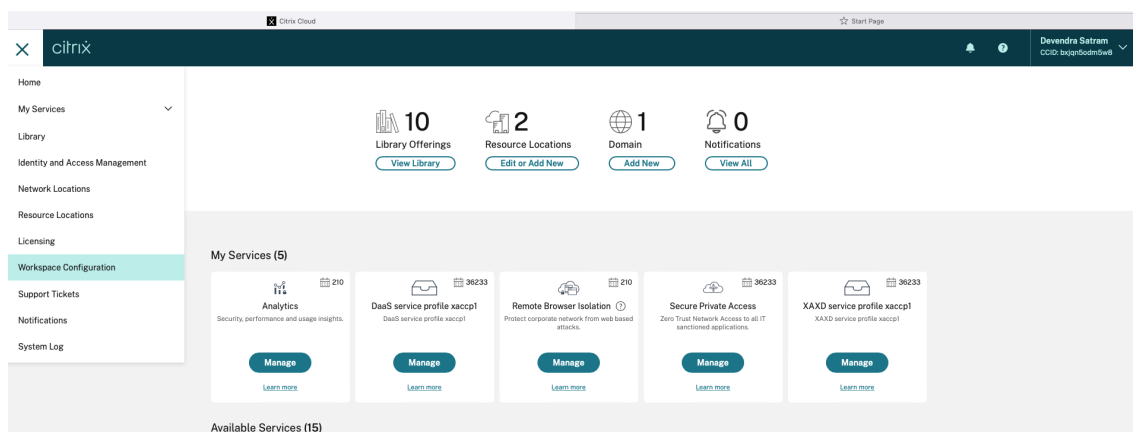 Citrix Cloud
Start Page
citrix
Devendra Satram
CCID: bxjqn5odm5w8
Home
My Services
Library
Identity and Access Management
Network Locations
Resource Locations
Licensing
Workspace Configuration
Support Tickets
Notifications
System Log
10
Library Offerings
View Library
2
Resource Locations
Edit or Add New
1
Domain
Add New
0
Notifications
View All
My Services (5)
210
Analytics
Security, performance and usage insights.
Manage
Learn more
36233
DaaS service profile xaccp1
DaaS service profile xaccp1
Manage
Learn more
210
Remote Browser Isolation ?
Protect corporate network from web based
attacks.
Manage
Learn more
36233
Secure Private Access
Zero Trust Network Access to all IT
sanctioned applications.
Manage
Learn more
36233
XAXD service profile xaccp1
XAXD service profile xaccp1
Manage
Learn more
Available Services (15)